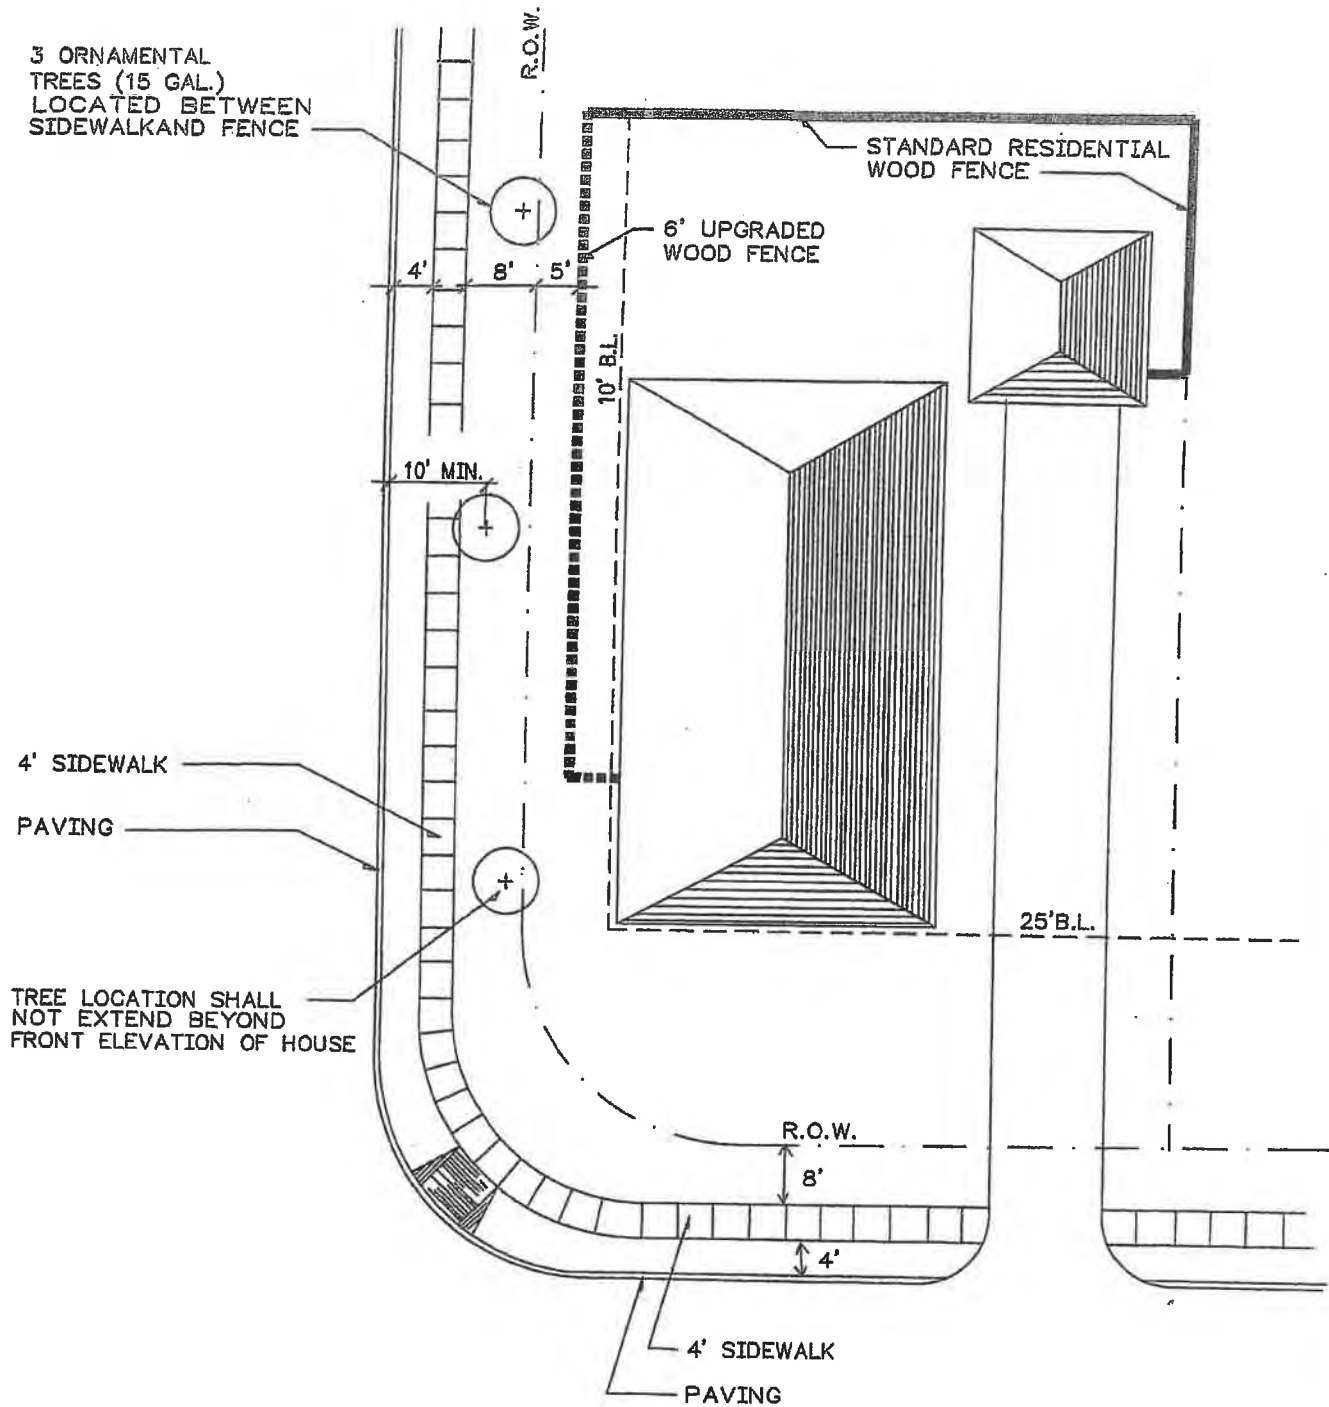 R.O.W.
3 ORNAMENTAL
TREES (15 GAL.)
LOCATED BETWEEN
SIDEWALKAND FENCE
STANDARD RESIDENTIAL
WOOD FENCE
6' UPGRADED
WOOD FENCE
4'
8'
5'
10' B.L.
10' MIN.
4' SIDEWALK
PAVING
25'B.L.
TREE LOCATION SHALL
NOT EXTEND BEYOND
FRONT ELEVATION OF HOUSE
R.O.W.
8'
4'
4' SIDEWALK
PAVING